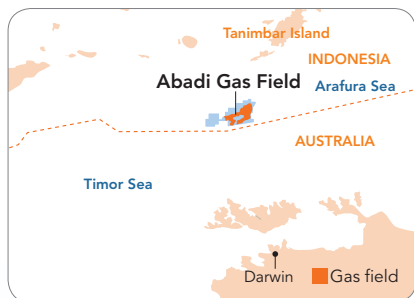 Tanimbar Island
INDONESIA
Abadi Gas Field
Arafura Sea
AUSTRALIA
Timor Sea
Darwin
Gas field